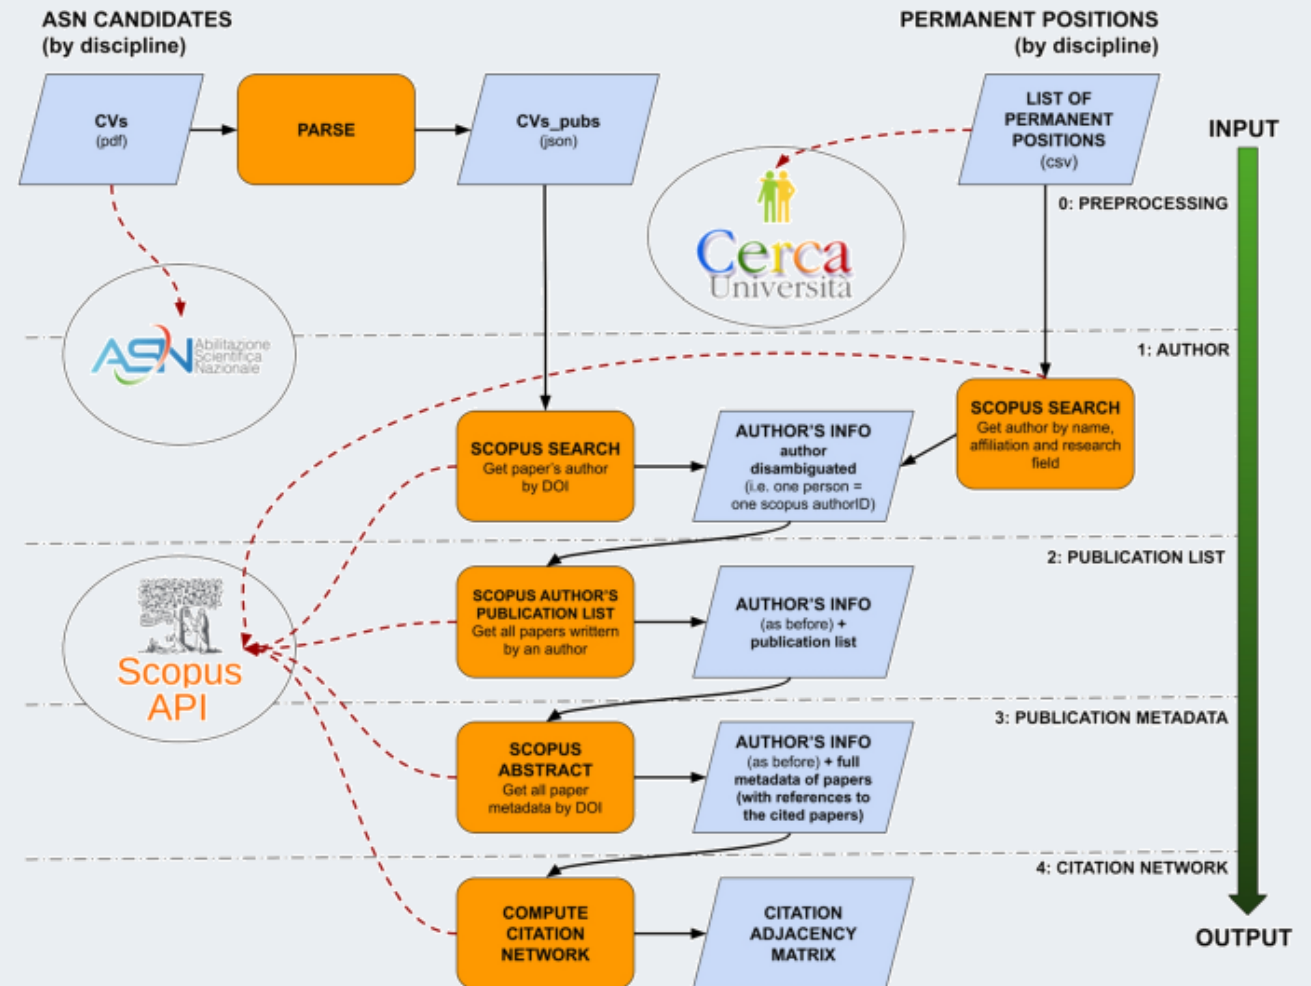 ASN CANDIDATES
(by discipline)
PERMANENT POSITIONS
(by discipline)
CVs
(pdf)
PARSE
CVs_pubs
(json)
LIST OF
PERMANENT
POSITIONS
(csv)
INPUT
0: PREPROCESSING
Cerca
Università
ASN
Abilitazione
Scientifica
Nazionale
1: AUTHOR
SCOPUS SEARCH
Get paper's author
by DOI
AUTHOR'S INFO
author
disambiguated
(i.e. one person =
one scopus authorID)
SCOPUS SEARCH
Get author by name,
affiliation and research
field
2: PUBLICATION LIST
Scopus
API
SCOPUS AUTHOR'S
PUBLICATION LIST
Get all papers writtern
by an author
AUTHOR'S INFO
(as before) +
publication list
3: PUBLICATION METADATA
SCOPUS
ABSTRACT
Get all paper
metadata by DOI
AUTHOR'S INFO
(as before) + full
metadata of papers
(with references to
the cited papers)
4: CITATION NETWORK
COMPUTE
CITATION
NETWORK
CITATION
ADJACENCY
MATRIX
OUTPUT